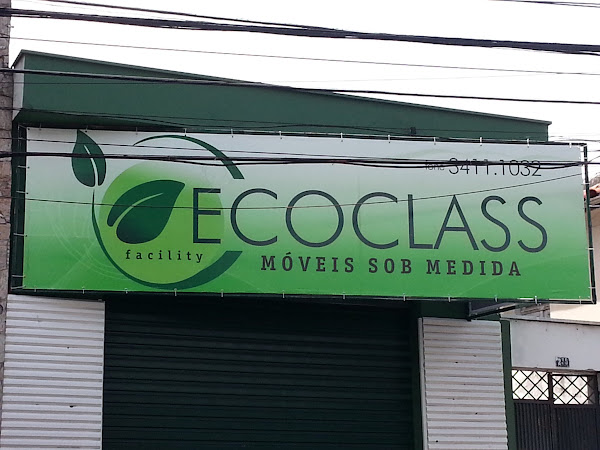 fone 3411.1032
ECOCLASS
facility
MÓVEIS SOB MEDIDA